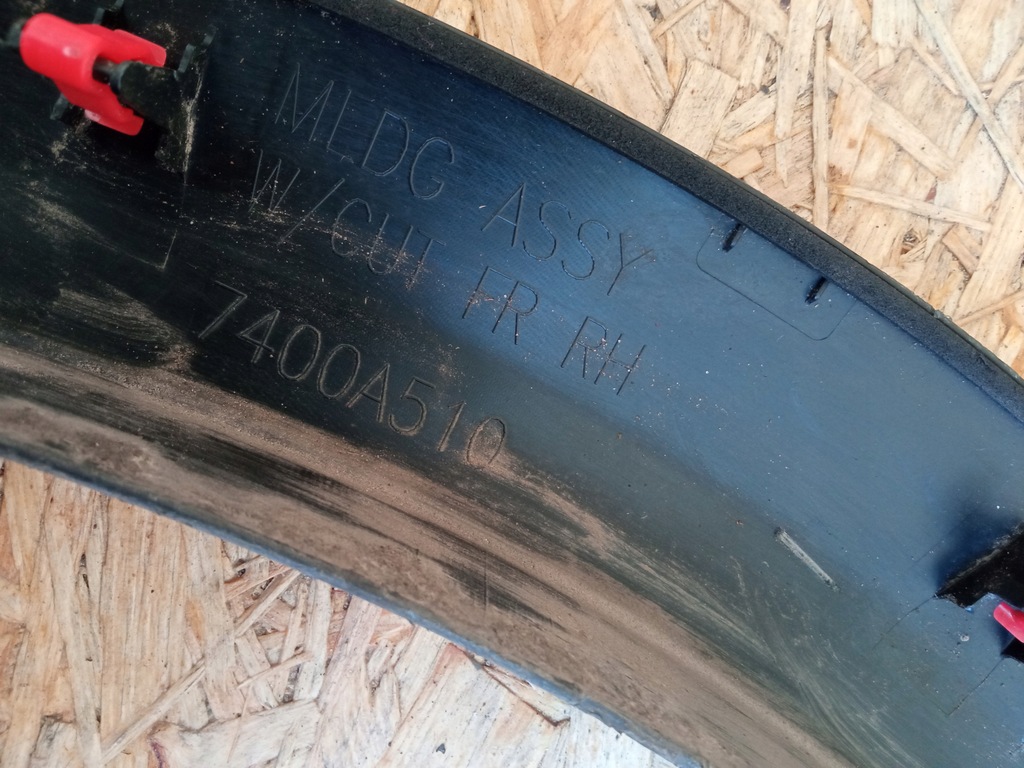 MLDG ASSY
W/CUT FR RH
7400A510